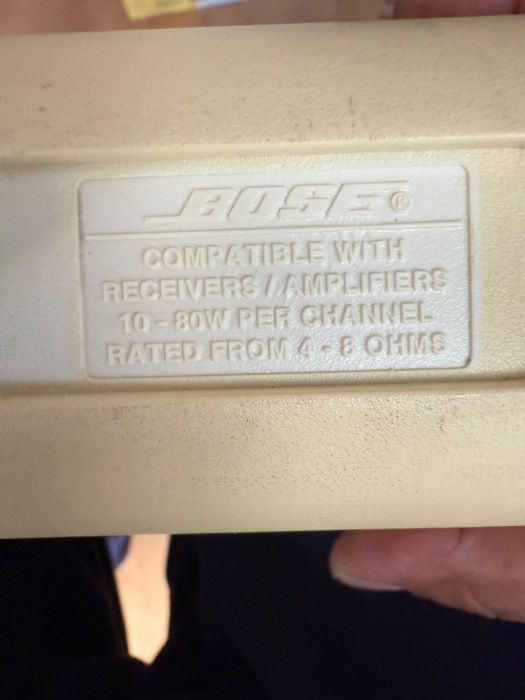 BOSE®
COMPATIBLE WITH
RECEIVERS / AMPLIFIERS
10 - 80W PER CHANNEL
RATED FROM 4 - 8 OHMS